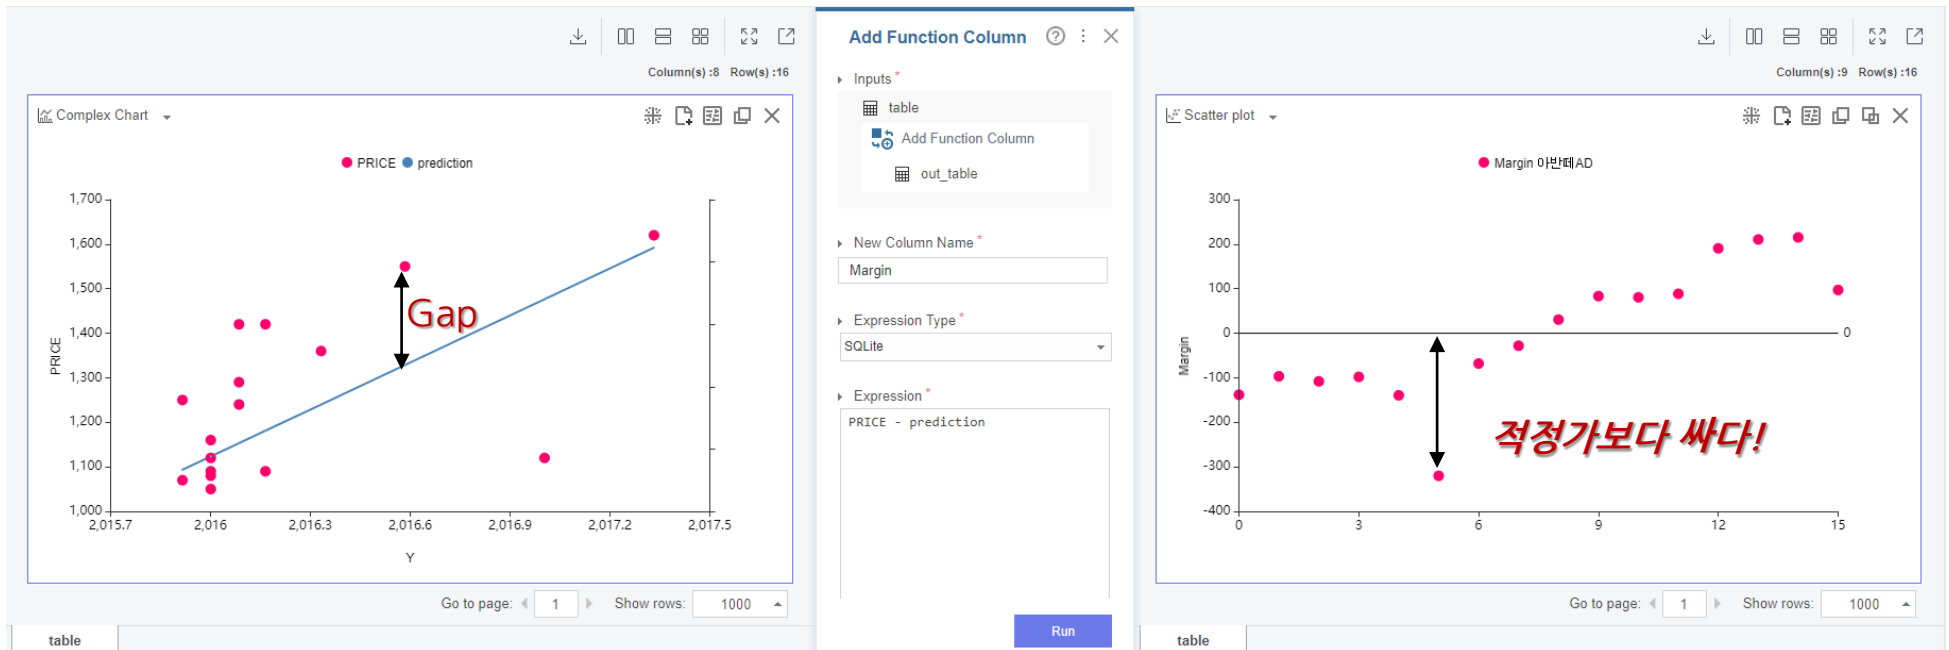 Column(s) :8 Row(s) :16
Complex Chart
PRICE prediction
1,700
1,600
1,500
1,400
1,300
1,200
1,100
1,000
PRICE
Gap
2,015.7 2,016 2,016.3 2,016.6 2,016.9 2,017.2 2,017.5
Y
Go to page: 1 Show rows: 1000
table
Add Function Column
Inputs *
table
Add Function Column
out_table
New Column Name *
Margin
Expression Type *
SQLite
Expression *
PRICE - prediction
Run
Column(s) :9 Row(s) :16
Scatter plot
Margin 아반떼AD
300
200
100
0
-100
-200
-300
-400
Margin
0
적정가보다 싸다!
0 3 6 9 12 15
Go to page: 1 Show rows: 1000
table